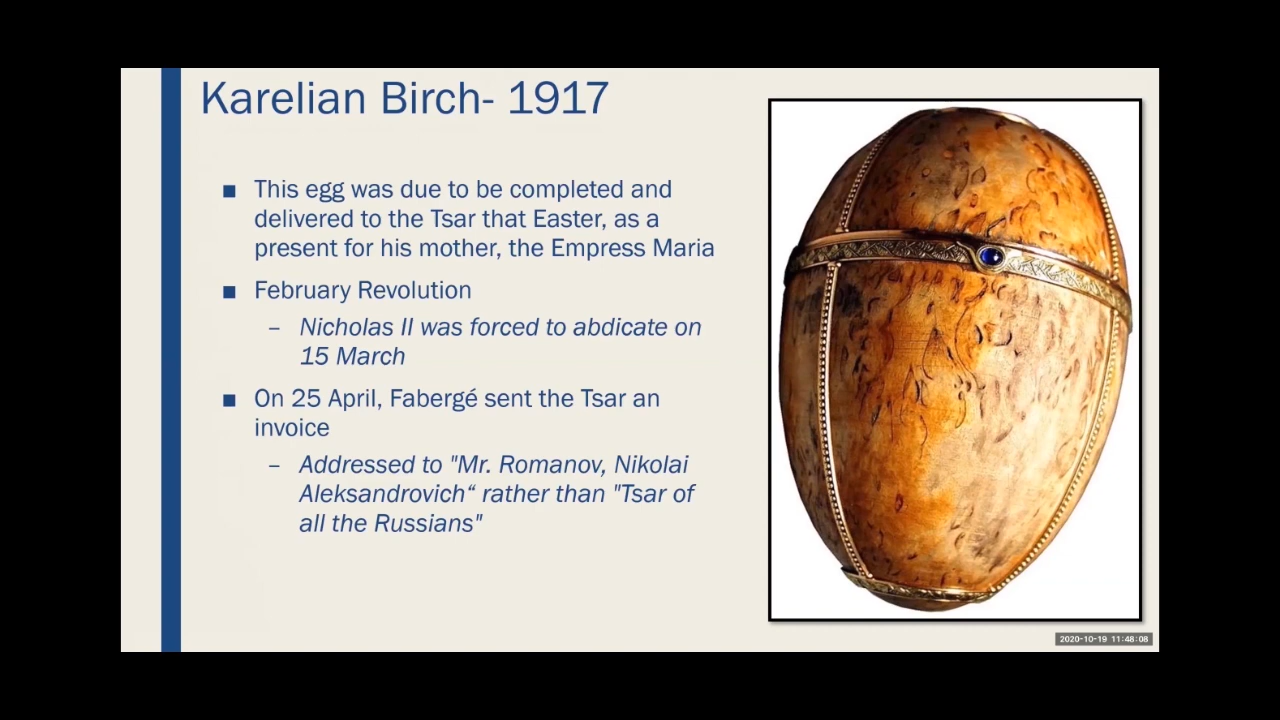 Karelian Birch- 1917
■ This egg was due to be completed and
delivered to the Tsar that Easter, as a
present for his mother, the Empress Maria
■ February Revolution
– Nicholas II was forced to abdicate on
15 March
■ On 25 April, Fabergé sent the Tsar an
invoice
– Addressed to "Mr. Romanov, Nikolai
Aleksandrovich“ rather than "Tsar of
all the Russians"
2020-10-19 11:48:08